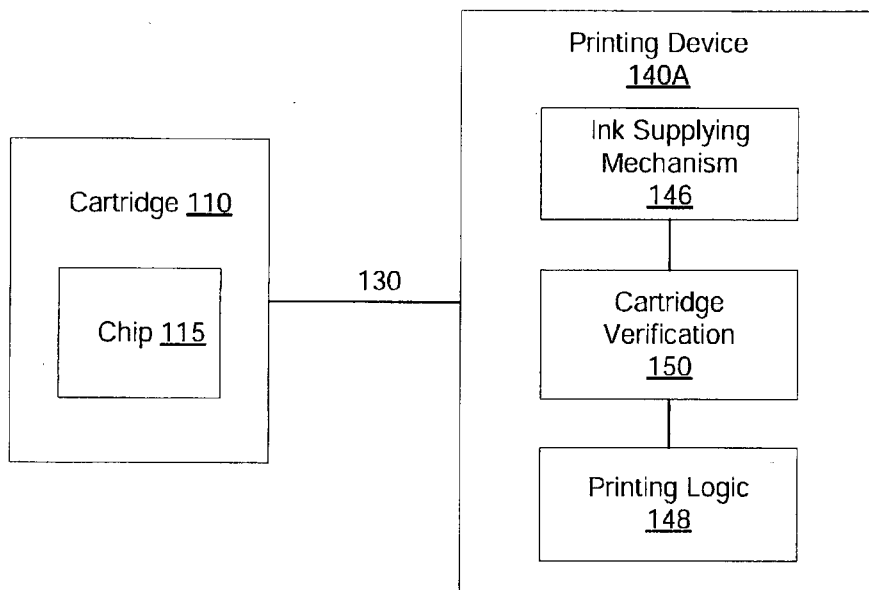 Printing Device
140A
Ink Supplying
Mechanism
146
Cartridge 110
130
Chip 115
Cartridge
Verification
150
Printing Logic
148